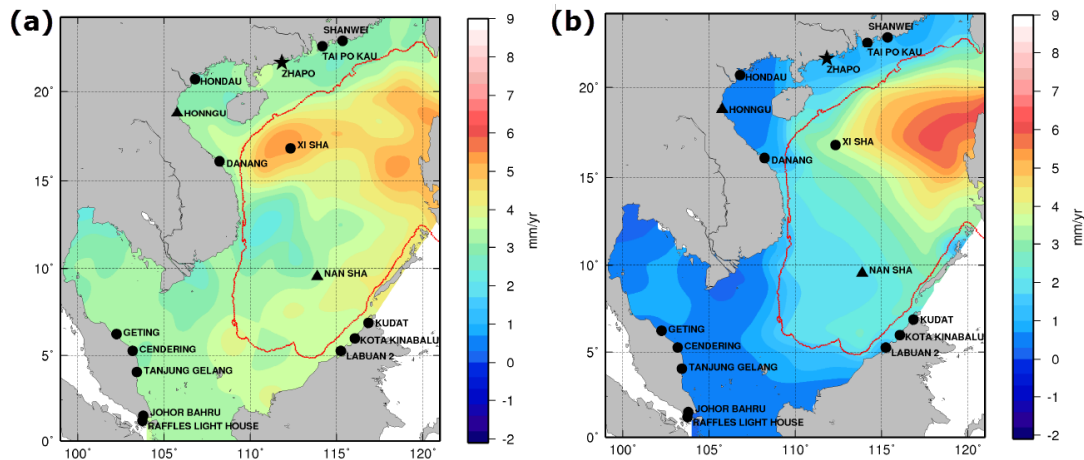 (a)
SHANWEI
TAI PO KAU
ZHAPO
HONDAU
HONNGU
XI SHA
DANANG
NAN SHA
KUDAT
GETING
KOTA KINABALU
CENDERING
LABUAN 2
TANJUNG GELANG
JOHOR BAHRU
RAFFLES LIGHT HOUSE
20˚
15˚
10˚
5˚
0˚
100˚ 105˚ 110˚ 115˚ 120˚
9
8
7
6
5
4
3
2
1
0
-1
-2
mm/yr
(b)
SHANWEI
TAI PO KAU
ZHAPO
HONDAU
HONNGU
XI SHA
DANANG
NAN SHA
KUDAT
GETING
KOTA KINABALU
CENDERING
LABUAN 2
TANJUNG GELANG
JOHOR BAHRU
RAFFLES LIGHT HOUSE
20˚
15˚
10˚
5˚
0˚
100˚ 105˚ 110˚ 115˚ 120˚
9
8
7
6
5
4
3
2
1
0
-1
-2
mm/yr